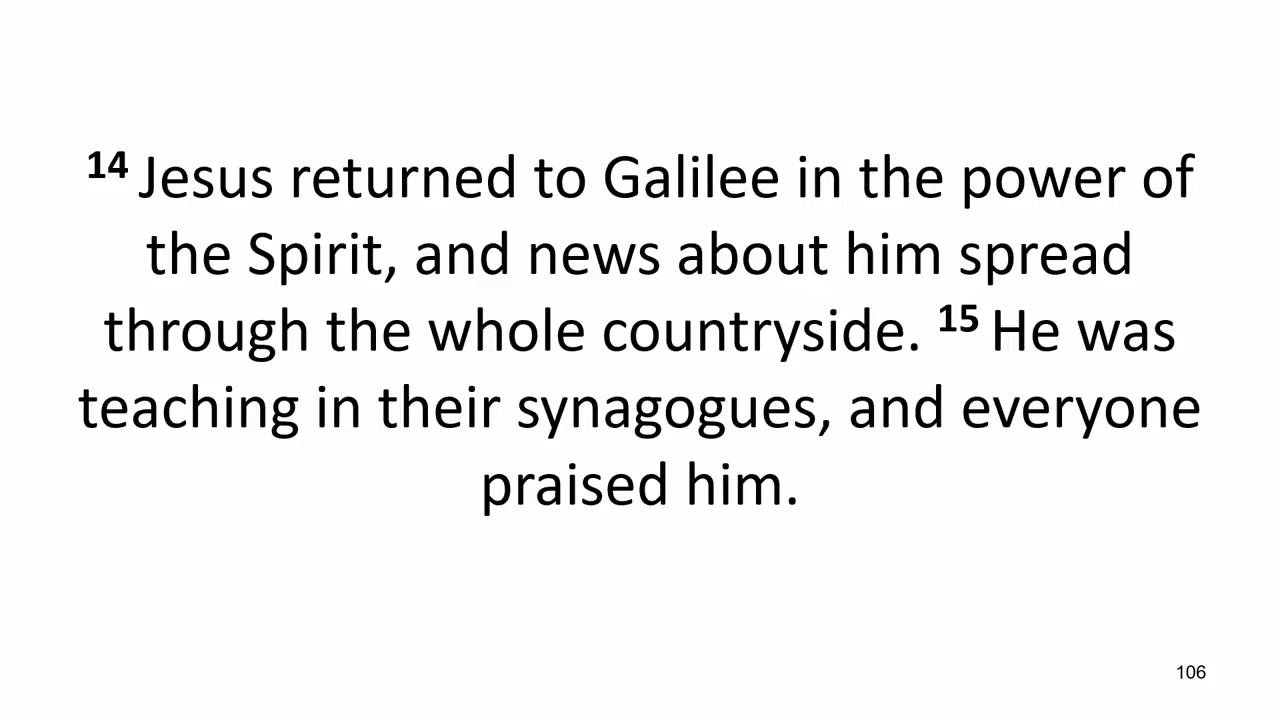 14 Jesus returned to Galilee in the power of
the Spirit, and news about him spread
through the whole countryside. 15 He was
teaching in their synagogues, and everyone
praised him.
106